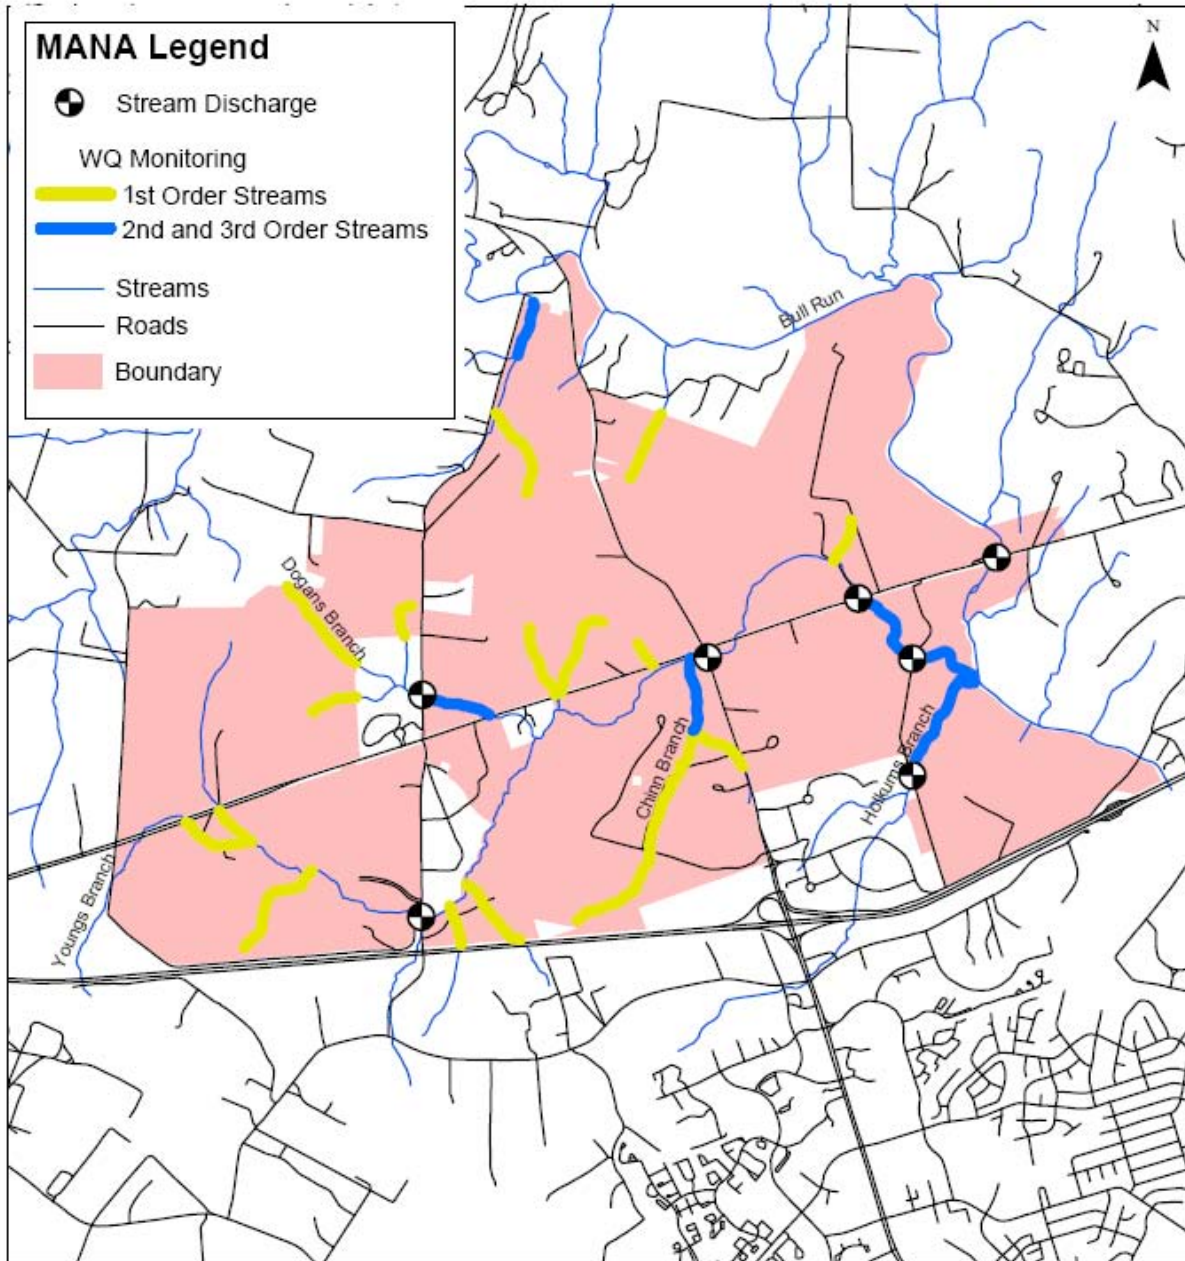 MANA Legend
Stream Discharge
WQ Monitoring
1st Order Streams
2nd and 3rd Order Streams
Streams
Roads
Boundary
N
Bull Run
Dogans Branch
Chinn Branch
Holkums Branch
Youngs Branch